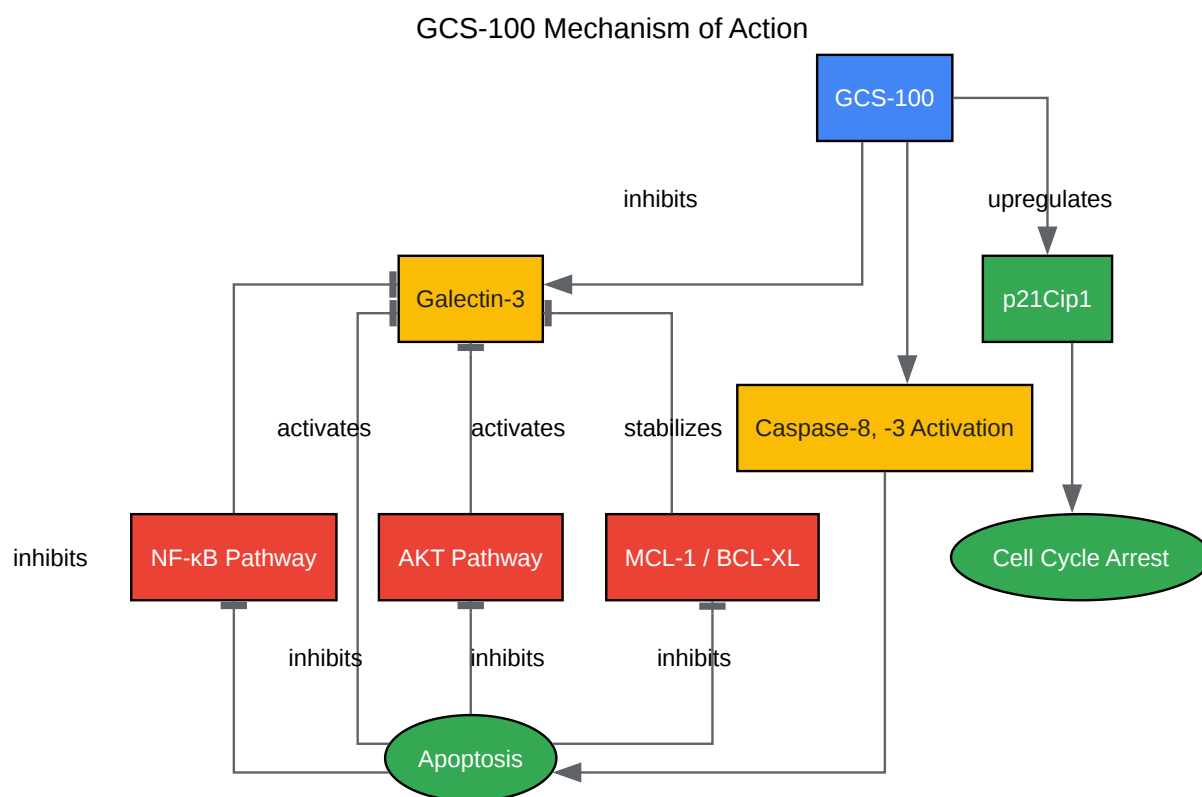 GCS-100 Mechanism of Action
GCS-100
inhibits
upregulates
Galectin-3
p21Cip1
activates
activates
stabilizes
Caspase-8, -3 Activation
inhibits
NF-κB Pathway
AKT Pathway
MCL-1 / BCL-XL
Cell Cycle Arrest
inhibits
inhibits
inhibits
Apoptosis